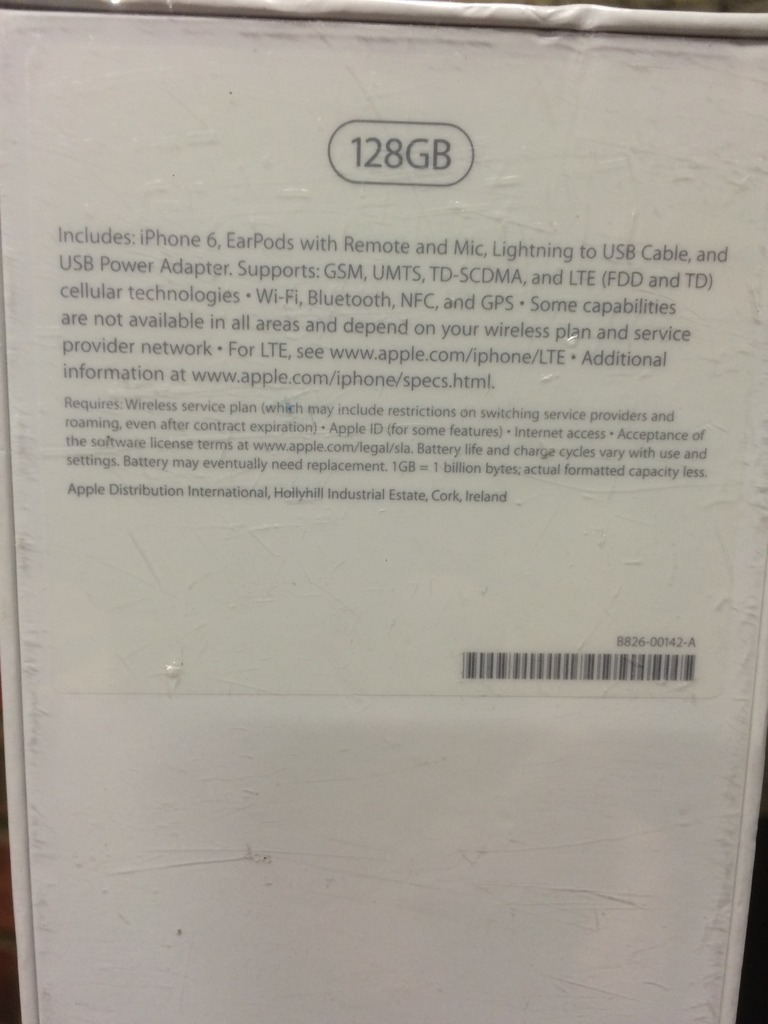 128GB
Includes: iPhone 6, EarPods with Remote and Mic, Lightning to USB Cable, and
USB Power Adapter. Supports: GSM, UMTS, TD-SCDMA, and LTE (FDD and TD)
cellular technologies • Wi-Fi, Bluetooth, NFC, and GPS • Some capabilities
are not available in all areas and depend on your wireless plan and service
provider network • For LTE, see www.apple.com/iphone/LTE • Additional
information at www.apple.com/iphone/specs.html.
Requires: Wireless service plan (which may include restrictions on switching service providers and
roaming, even after contract expiration) • Apple ID (for some features) • Internet access • Acceptance of
the software license terms at www.apple.com/legal/sla. Battery life and charge cycles vary with use and
settings. Battery may eventually need replacement. 1GB = 1 billion bytes; actual formatted capacity less.
Apple Distribution International, Hollyhill Industrial Estate, Cork, Ireland
B826-00142-A